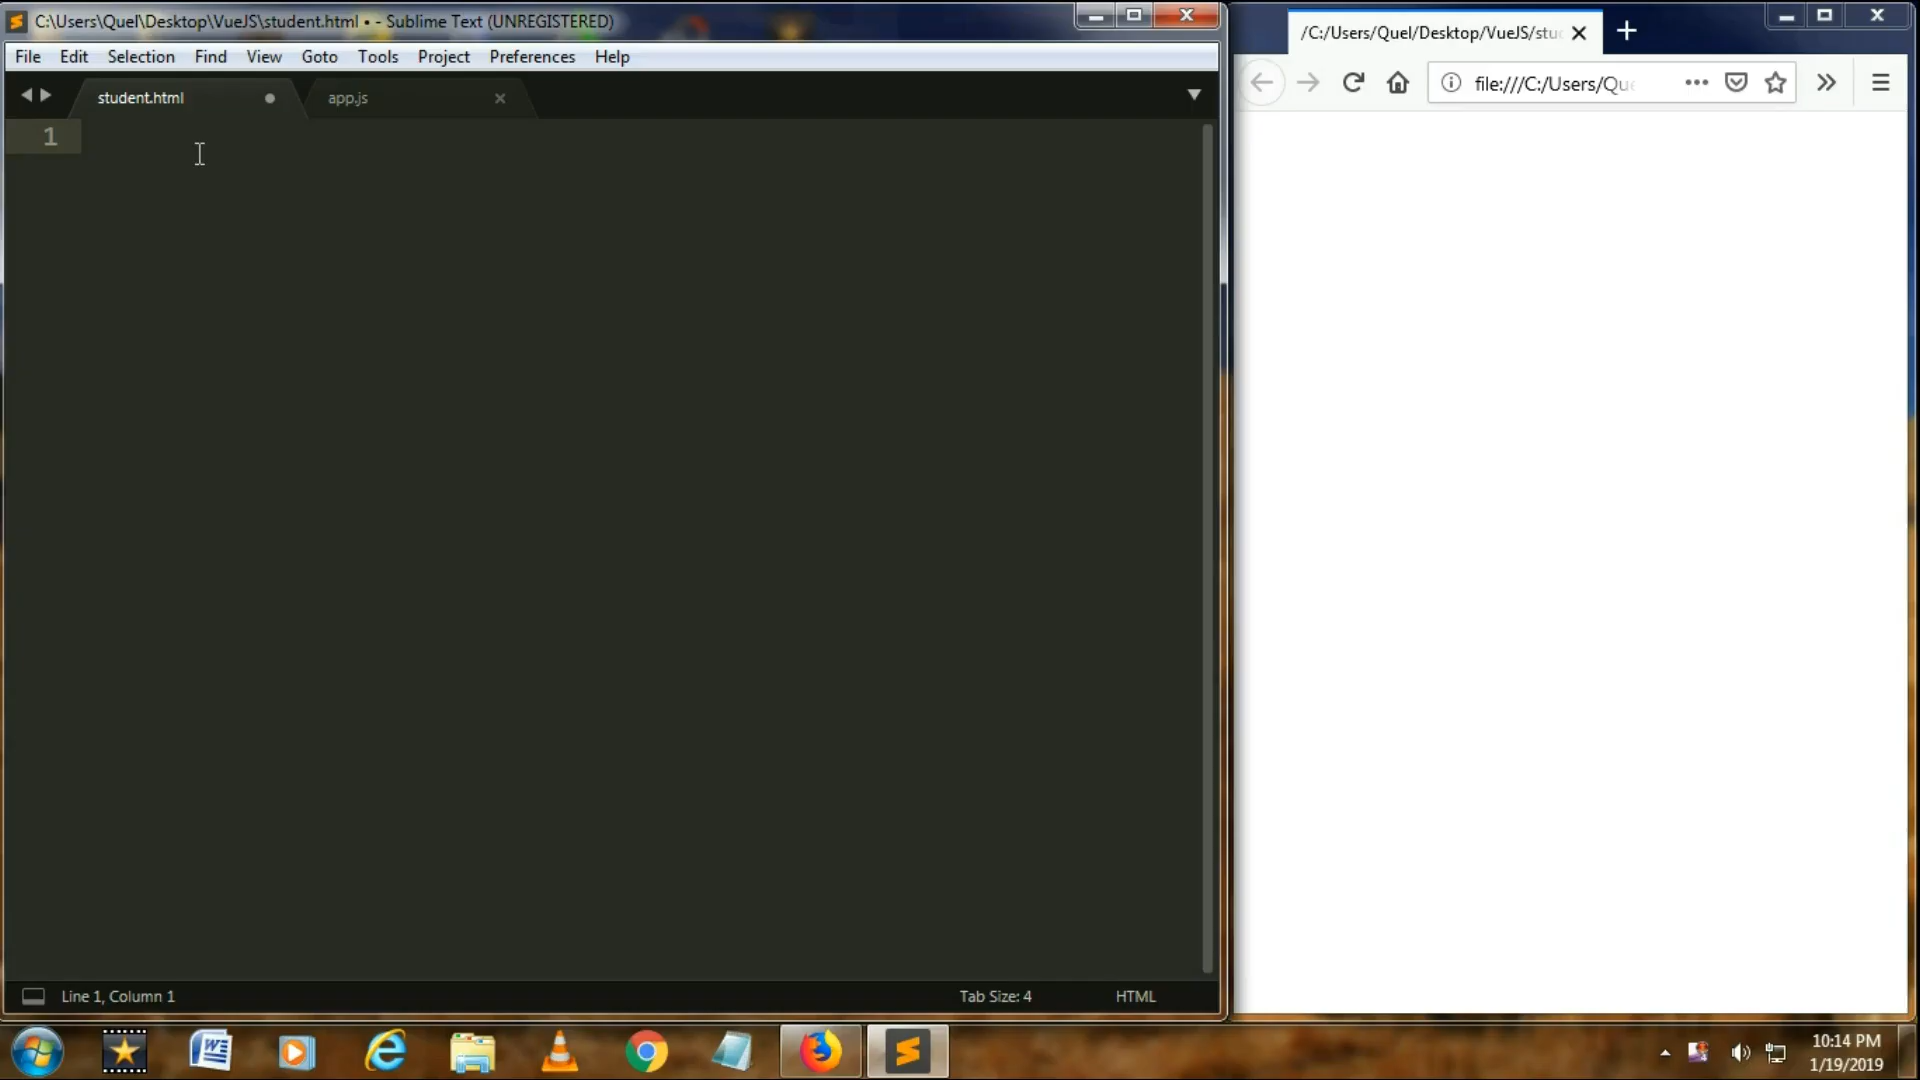 C:\Users\Quel\Desktop\VueJS\student.html • - Sublime Text (UNREGISTERED)
File Edit Selection Find View Goto Tools Project Preferences Help
student.html
app.js
1
Line 1, Column 1
Tab Size: 4
HTML
/C:/Users/Quel/Desktop/VueJS/stu
file:///C:/Users/Qu
10:14 PM
1/19/2019